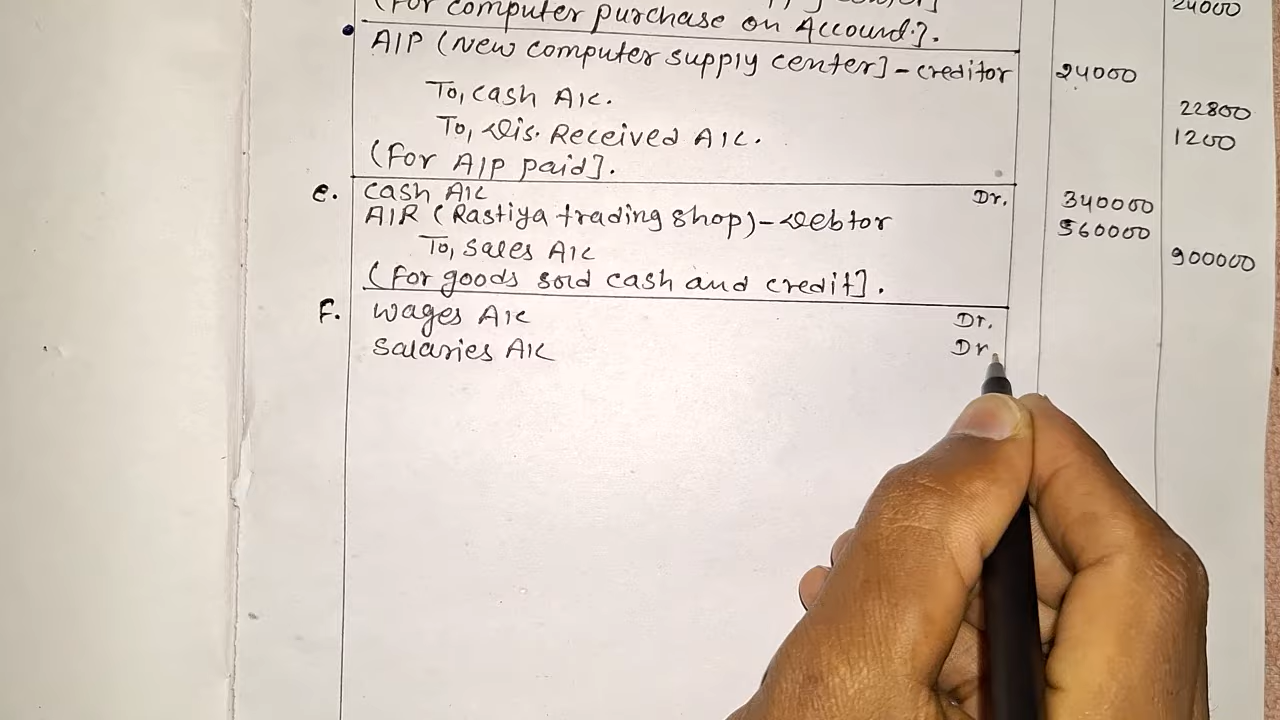 (For computer purchase on Account].
24000
A/P (New computer supply center] - creditor 24000
To, Cash A/C. 22800
To, Dis. Received A/C. 1200
(For A/P paid].
e. Cash A/C Dr. 340000
A/R (Rastiya trading shop) - Debtor 560000
To, Sales A/C 900000
(For goods sold cash and credit].
F. Wages A/C Dr.
Salaries A/C Dr.